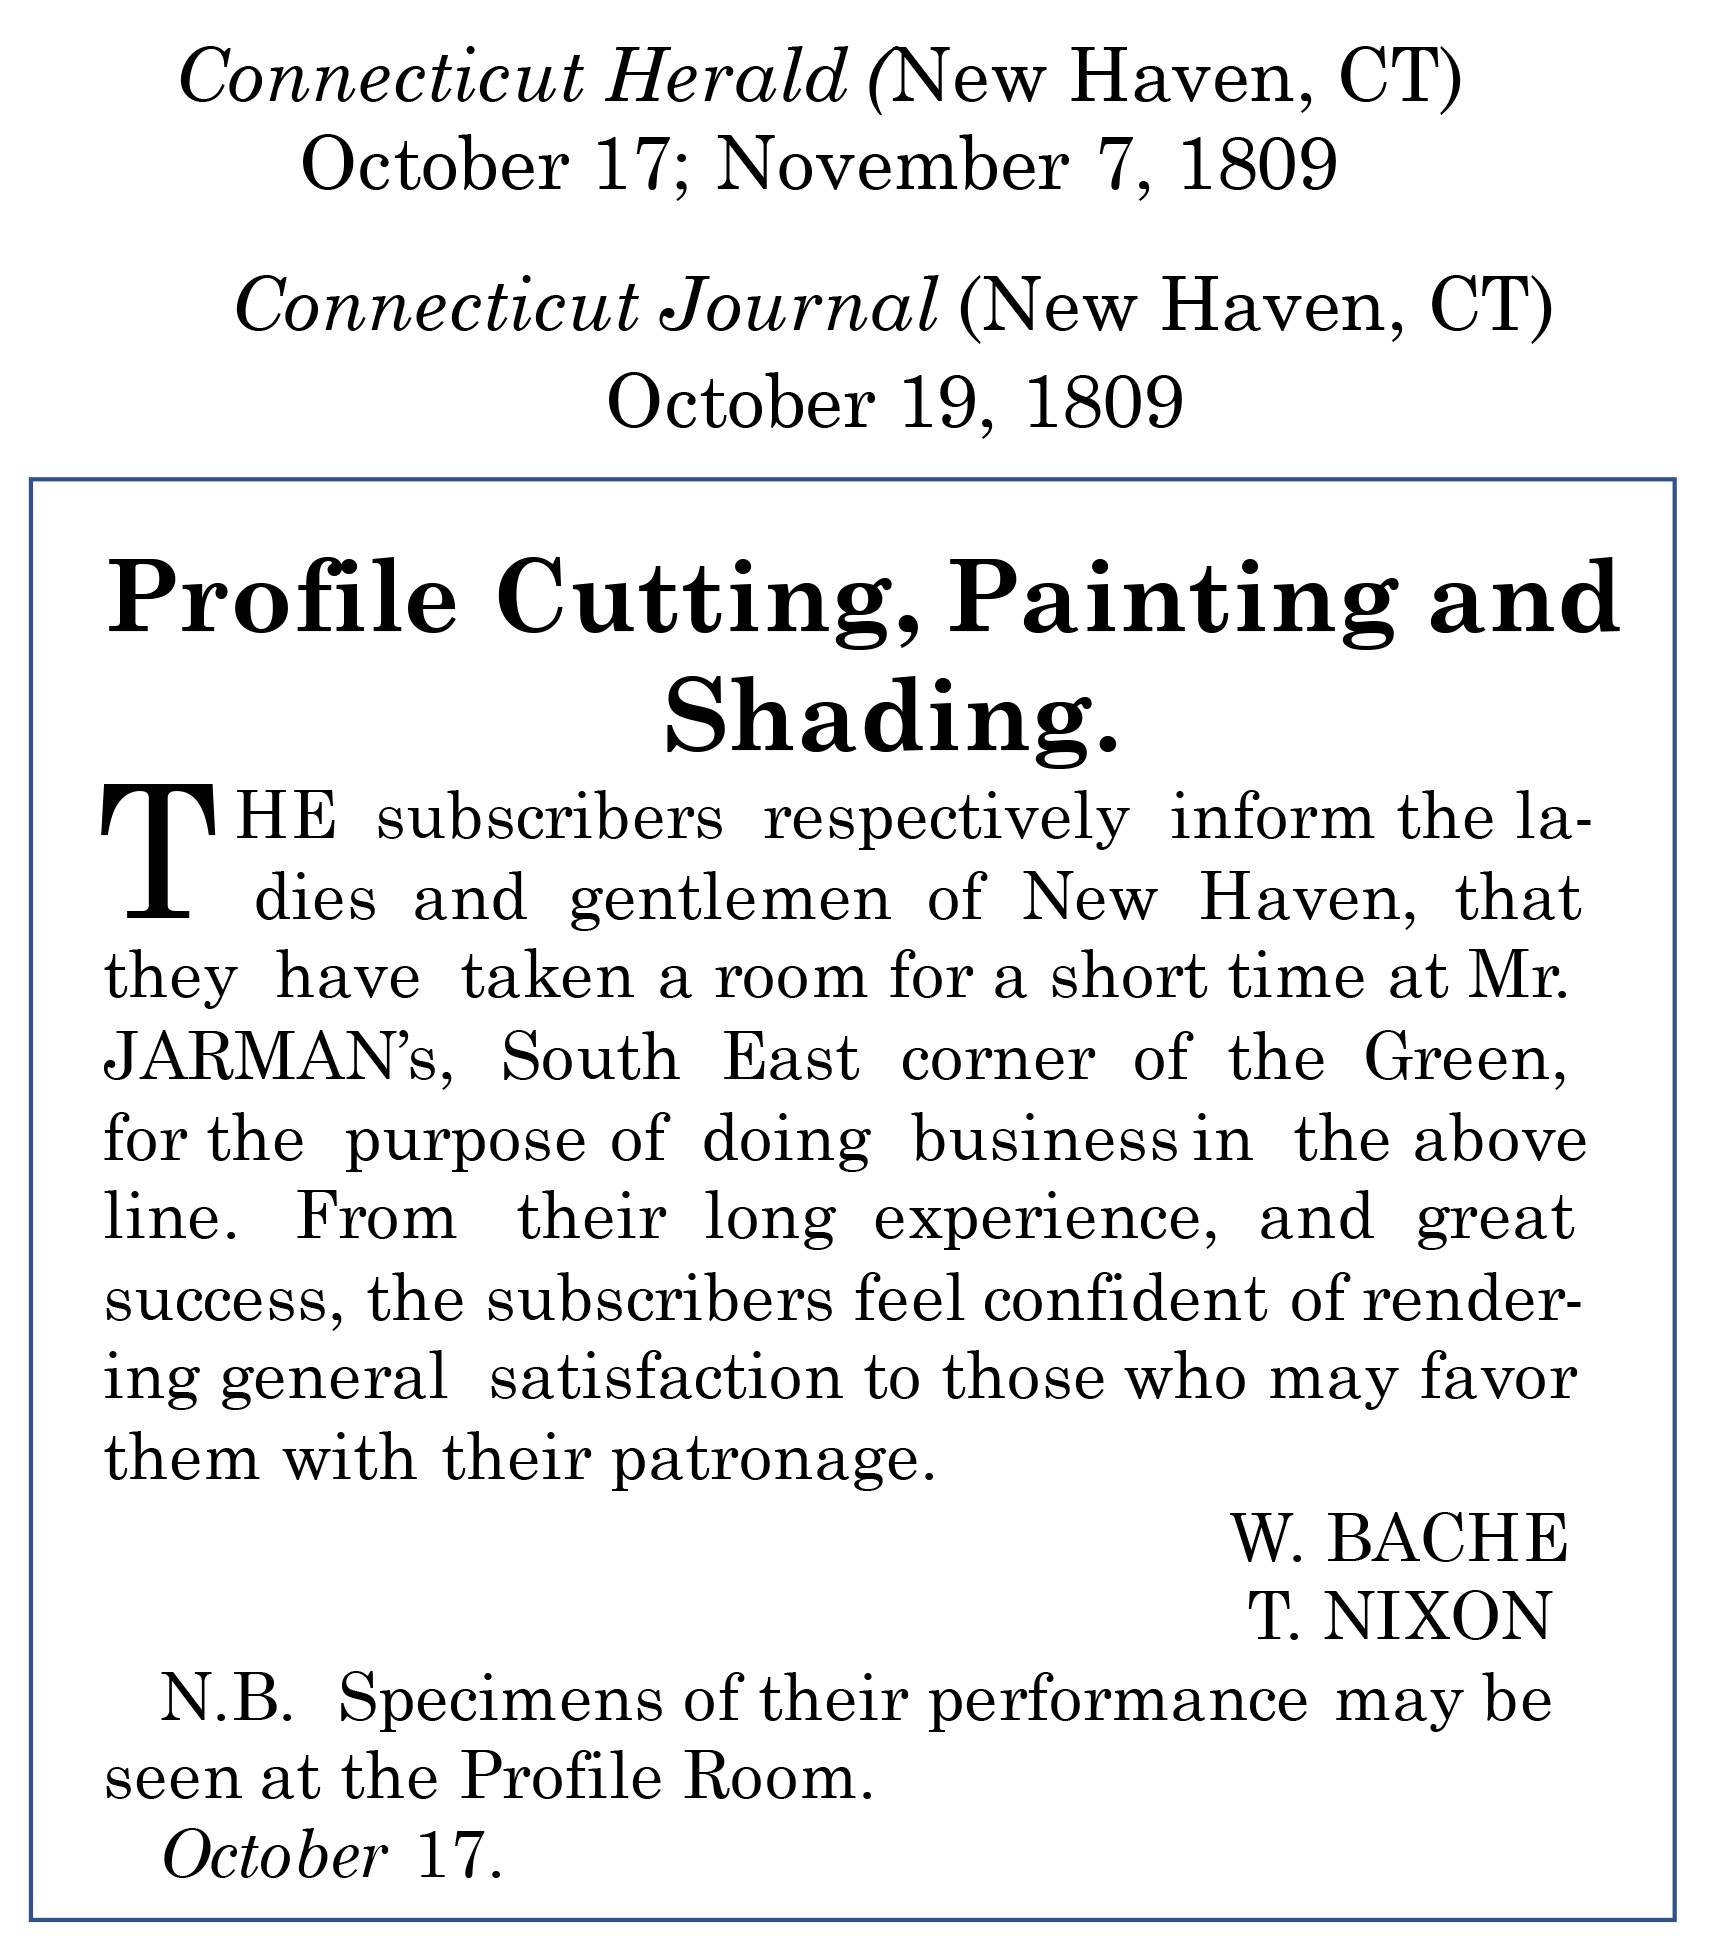 Connecticut Herald (New Haven, CT)
October 17; November 7, 1809
Connecticut Journal (New Haven, CT)
October 19, 1809
Profile Cutting, Painting and
Shading.
THE subscribers respectively inform the la-
dies and gentlemen of New Haven, that
they have taken a room for a short time at Mr.
JARMAN’s, South East corner of the Green,
for the purpose of doing business in the above
line. From their long experience, and great
success, the subscribers feel confident of render-
ing general satisfaction to those who may favor
them with their patronage.
W. BACHE
T. NIXON
N.B. Specimens of their performance may be
seen at the Profile Room.
October 17.